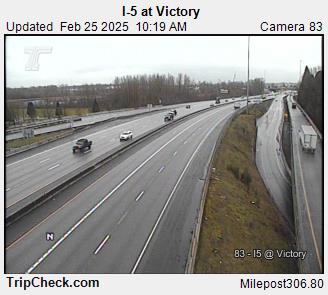 I-5 at Victory
Updated Feb 25 2025 10:19 AM Camera 83
N
83 - I5 @ Victory
TripCheck.com Milepost306.80